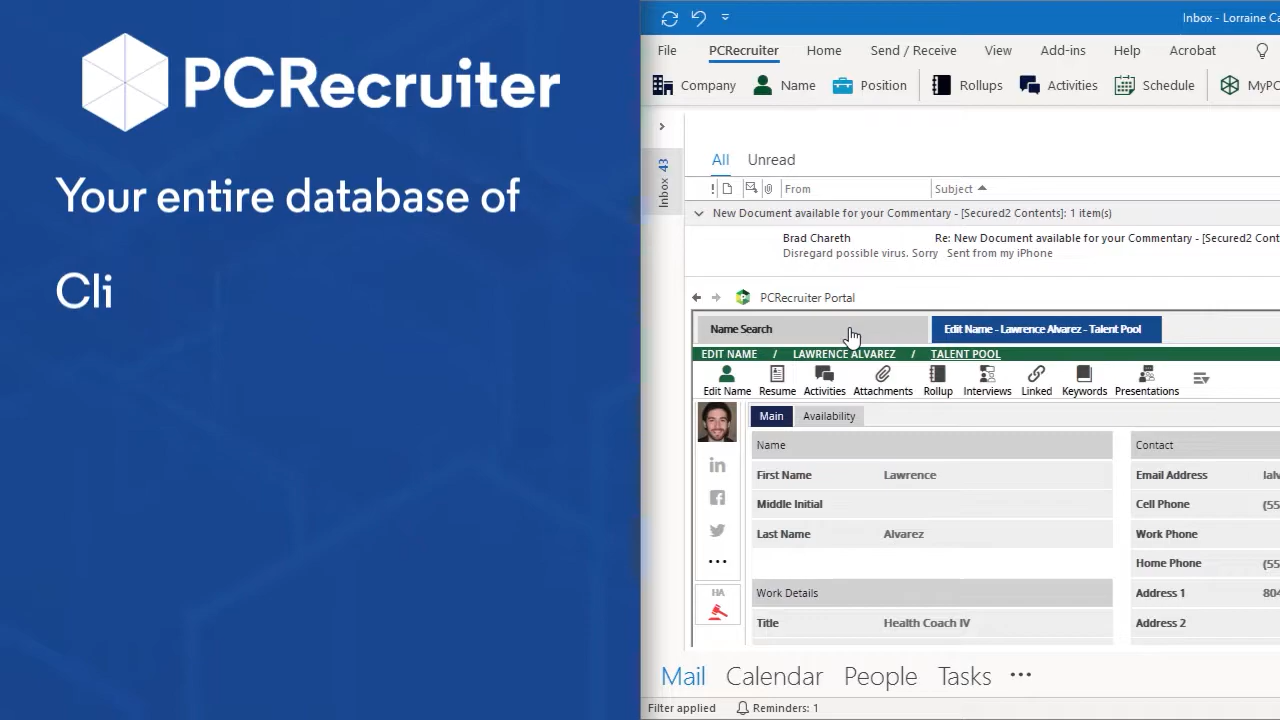 PCRecruiter
Your entire database of
Cli
Inbox - Lorraine Ca
File PCRecruiter Home Send / Receive View Add-ins Help Acrobat
Company Name Position Rollups Activities Schedule MyPC
Inbox 43
All Unread
! From Subject
New Document available for your Commentary - [Secured2 Contents]: 1 item(s)
Brad Chareth Re: New Document available for your Commentary - [Secured2 Cont
Disregard possible virus. Sorry Sent from my iPhone
PCRecruiter Portal
Name Search Edit Name - Lawrence Alvarez - Talent Pool
EDIT NAME / LAWRENCE ALVAREZ / TALENT POOL
Edit Name Resume Activities Attachments Rollup Interviews Linked Keywords Presentations
Main Availability
Name Contact
First Name Lawrence Email Address lalv
Middle Initial Cell Phone (55
Last Name Alvarez Work Phone
Home Phone (55
HA
Work Details Address 1 804
Title Health Coach IV Address 2
Mail Calendar People Tasks ...
Filter applied Reminders: 1